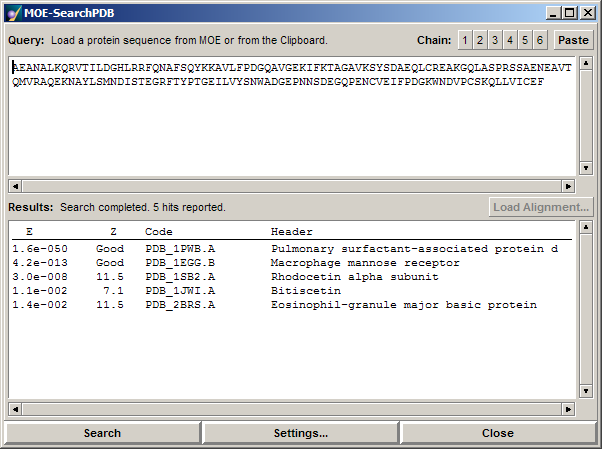 MOE-SearchPDB
Query: Load a protein sequence from MOE or from the Clipboard. Chain: 1 2 3 4 5 6 Paste
AEANALKQRVTILDGHLRRFQNAFSQYKKAVLFPDGQAVGEKIFKTAGAVKSYSDAEQLCREAKGQLASPRSSAENEAVT
QMVRAQEKNAYLSMNDISTEGRFTYPTGEILVYSNWADGEPNNSDEGQPENCVEIFPDGKWNDVPCSKQLLVICEF
Results: Search completed. 5 hits reported. Load Alignment...
E Z Code Header
1.6e-050 Good PDB_1PWB.A Pulmonary surfactant-associated protein d
4.2e-013 Good PDB_1EGG.B Macrophage mannose receptor
3.0e-008 11.5 PDB_1SB2.A Rhodocetin alpha subunit
1.1e-002 7.1 PDB_1JWI.A Bitiscetin
1.4e-002 11.5 PDB_2BRS.A Eosinophil-granule major basic protein
Search Settings... Close